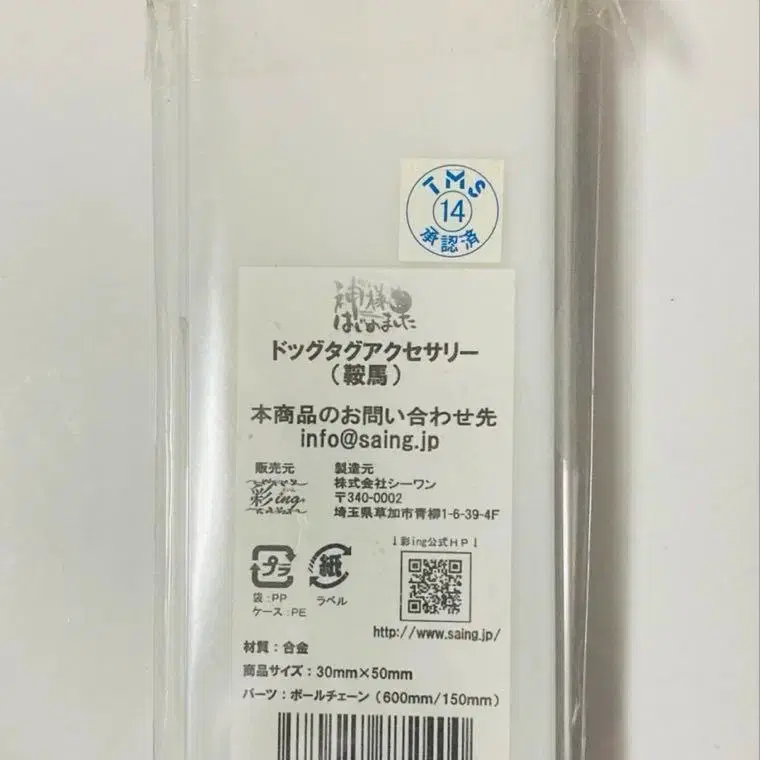 TMS
14
承認済
神様
はじめました
ドッグタグアクセサリー
（鞍馬）
本商品のお問い合わせ先
info@saing.jp
販売元
彩ing
製造元
株式会社シーワン
〒340-0002
埼玉県草加市青柳1-6-39-4F
プラ
袋：PP
ケース：PE
紙
ラベル
↓彩ing公式HP↓
http://www.saing.jp/
材質：合金
商品サイズ：30mm×50mm
パーツ：ボールチェーン（600mm/150mm）